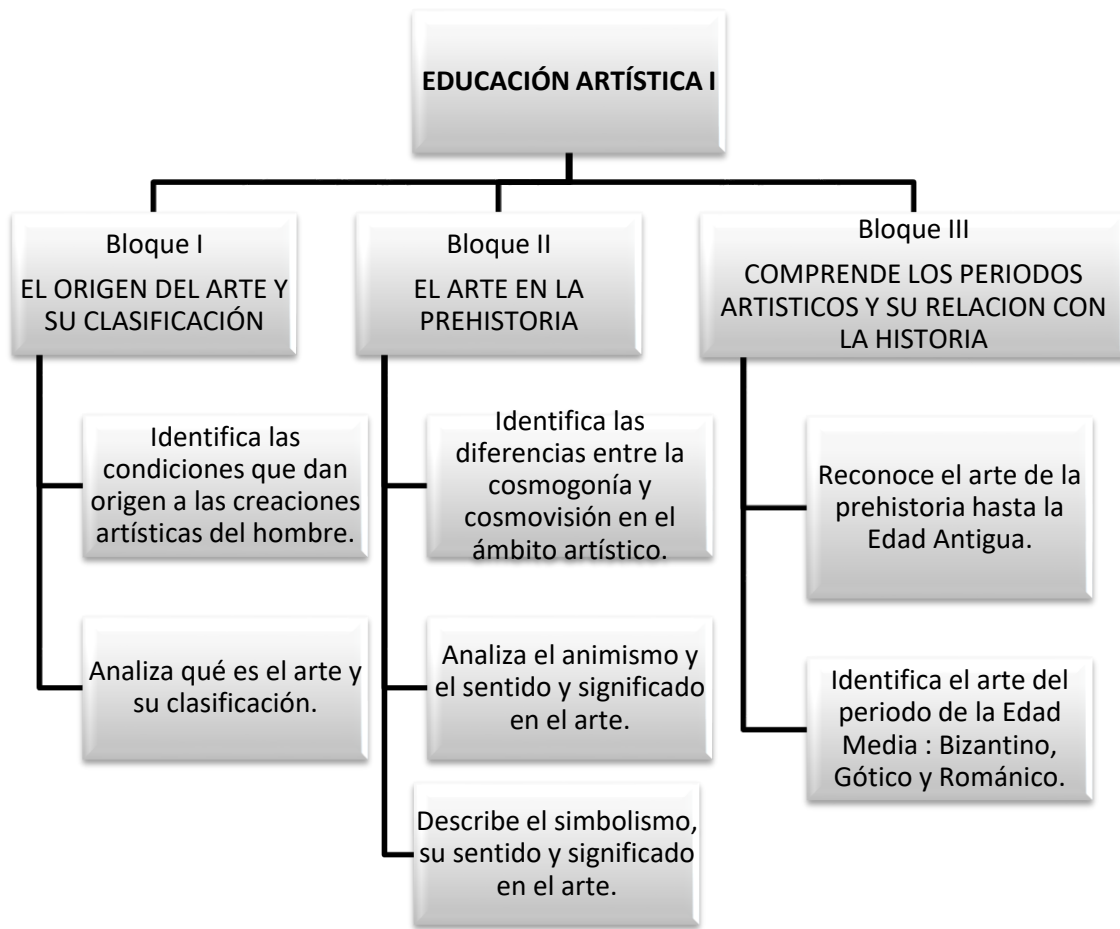 EDUCACIÓN ARTÍSTICA I
Bloque I
EL ORIGEN DEL ARTE Y
SU CLASIFICACIÓN
Identifica las
condiciones que dan
origen a las creaciones
artísticas del hombre.
Analiza qué es el arte y
su clasificación.
Bloque II
EL ARTE EN LA
PREHISTORIA
Identifica las
diferencias entre la
cosmogonía y
cosmovisión en el
ámbito artístico.
Analiza el animismo y
el sentido y significado
en el arte.
Describe el simbolismo,
su sentido y significado
en el arte.
Bloque III
COMPRENDE LOS PERIODOS
ARTISTICOS Y SU RELACION CON
LA HISTORIA
Reconoce el arte de la
prehistoria hasta la
Edad Antigua.
Identifica el arte del
periodo de la Edad
Media : Bizantino,
Gótico y Románico.